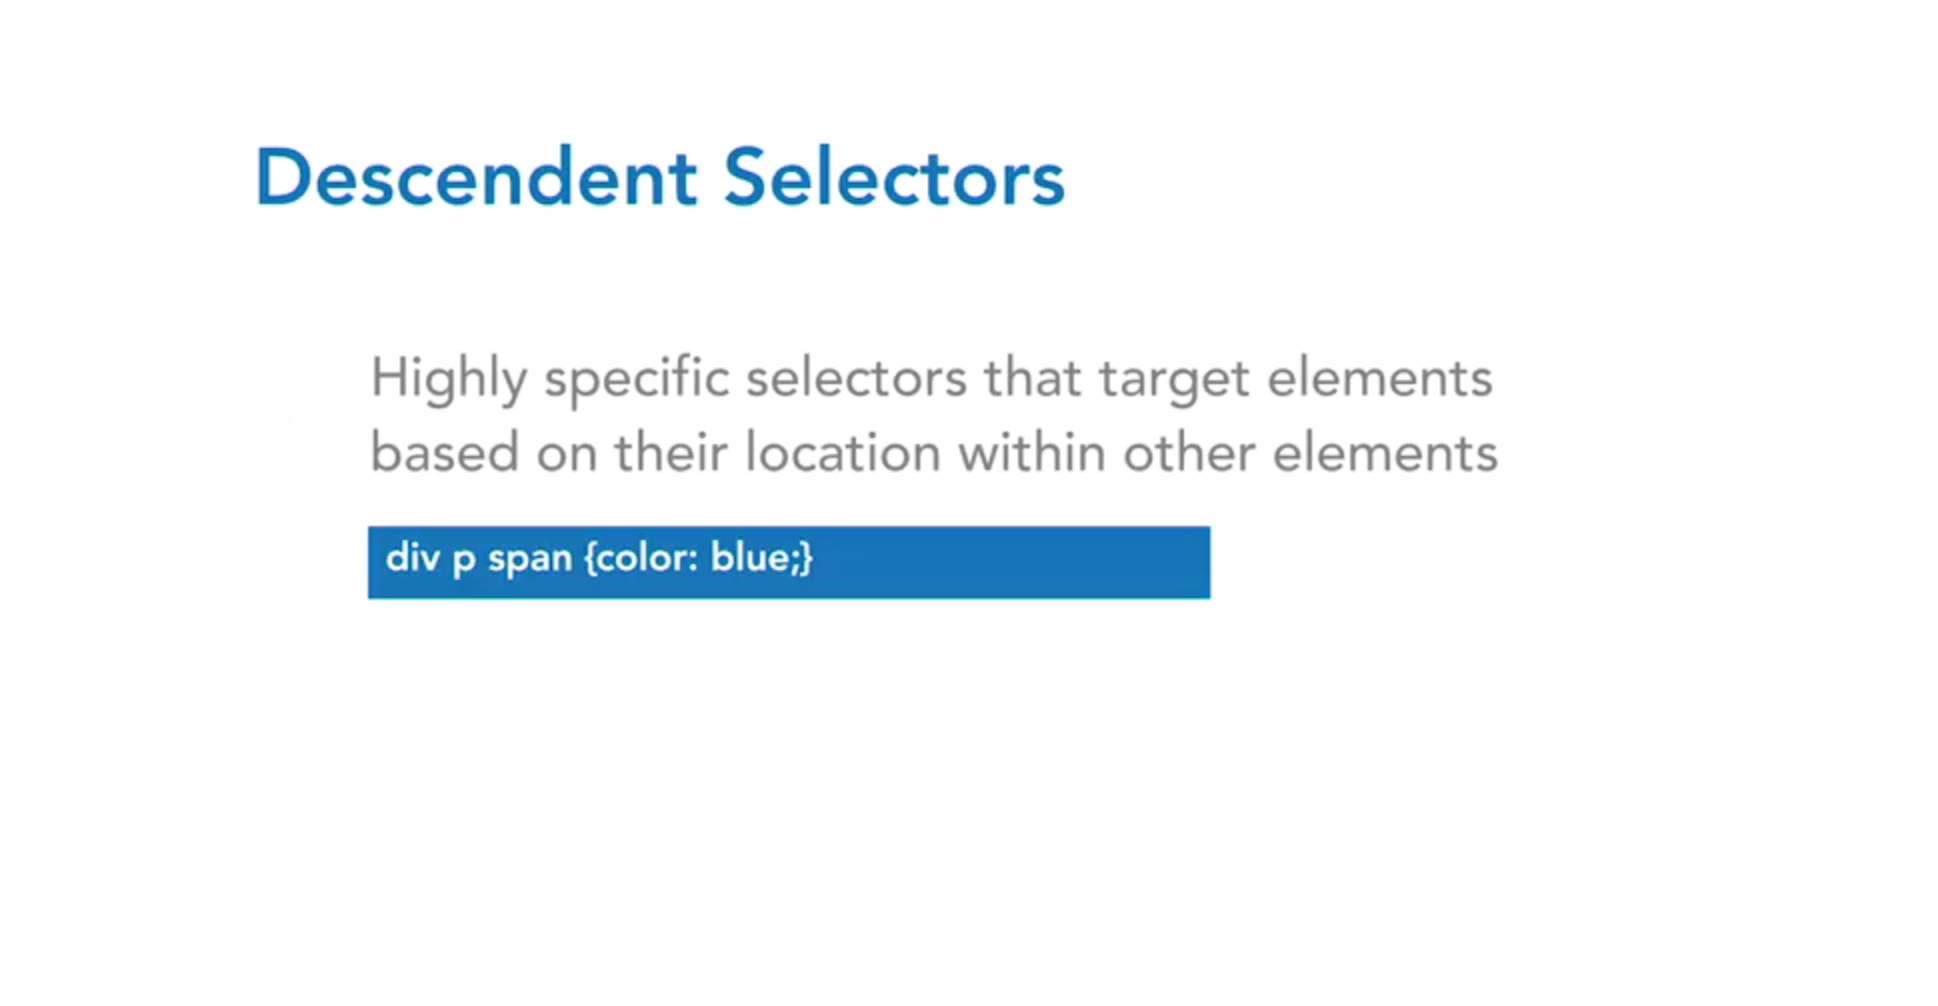 Descendent Selectors
Highly specific selectors that target elements
based on their location within other elements
div p span {color: blue;}